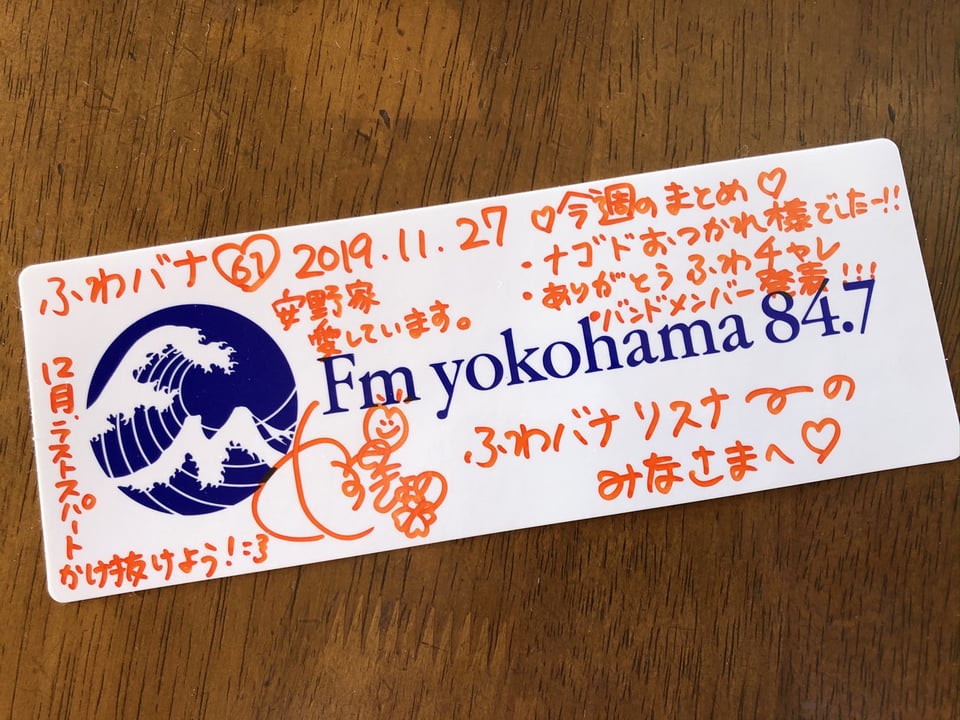 ふわバナ 61 2019.11.27
安野家
愛しています。
♡今週のまとめ♡
・ナゴドおつかれ様でしたー!!
・ありがとうふわチャレ
・バンドメンバー発表!!!
Fm yokohama 84.7
ふわバナリスナーの
みなさまへ♡
12月、ラストスパート
かけ抜けよう!:3